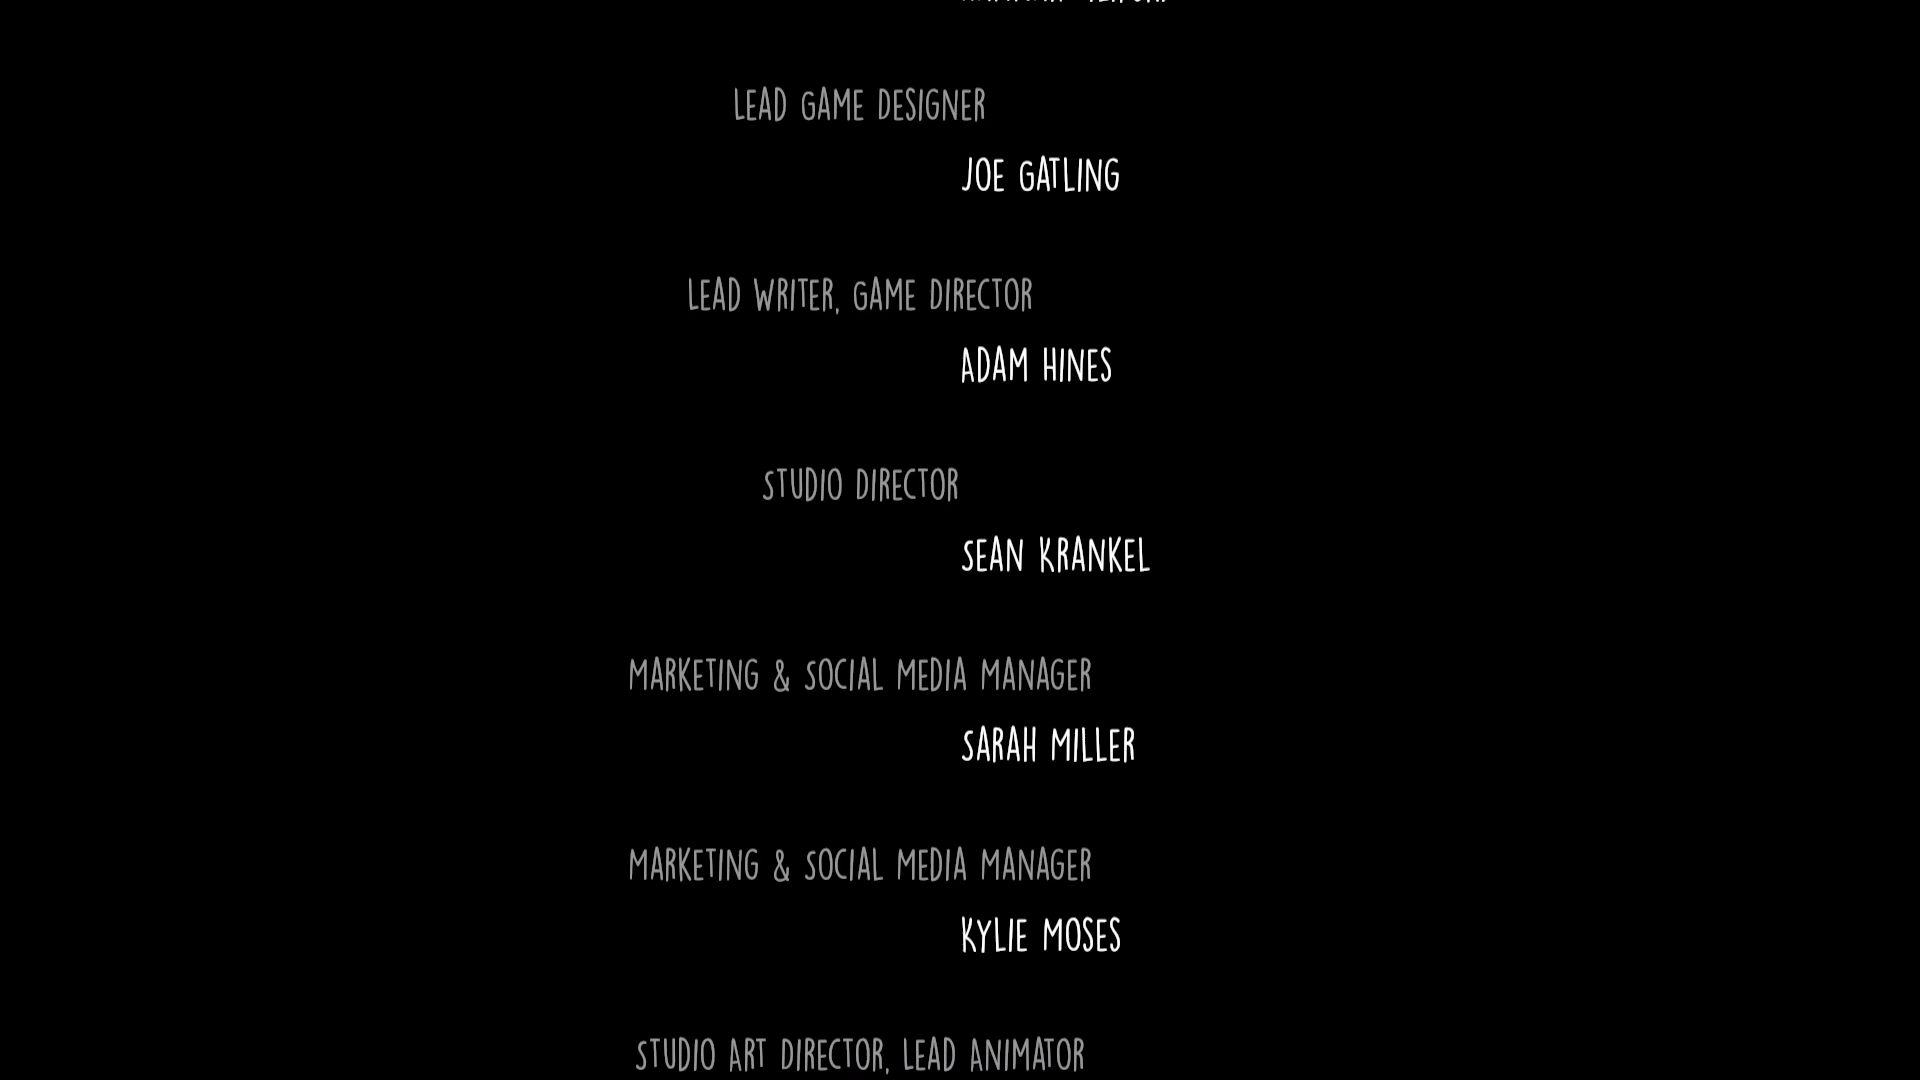 LEAD GAME DESIGNER
JOE GATLING
LEAD WRITER, GAME DIRECTOR
ADAM HINES
STUDIO DIRECTOR
SEAN KRANKEL
MARKETING & SOCIAL MEDIA MANAGER
SARAH MILLER
MARKETING & SOCIAL MEDIA MANAGER
KYLIE MOSES
STUDIO ART DIRECTOR, LEAD ANIMATOR